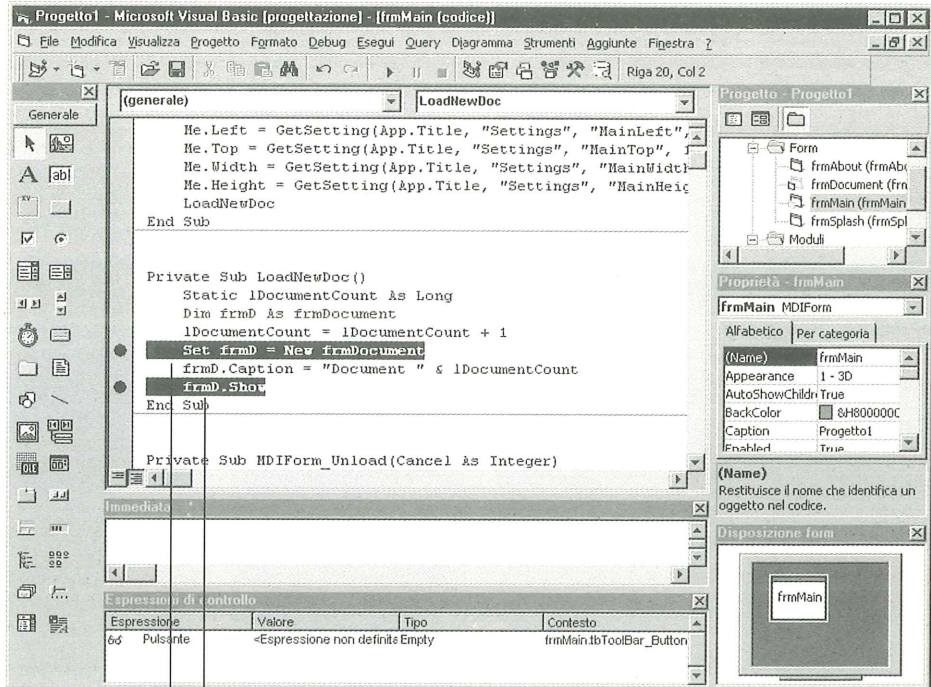 Progetto1 - Microsoft Visual Basic [progettazione] - [frmMain (codice)]
File Modifica Visualizza Progetto Formato Debug Esegui Query Diagramma Strumenti Aggiunte Finestra ?
Riga 20, Col 2
Generale
(generale) LoadNewDoc
Me.Left = GetSetting(App.Title, "Settings", "MainLeft",
Me.Top = GetSetting(App.Title, "Settings", "MainTop", 1
Me.Width = GetSetting(App.Title, "Settings", "MainWidth
Me.Height = GetSetting(App.Title, "Settings", "MainHeig
LoadNewDoc
End Sub
Private Sub LoadNewDoc()
Static lDocumentCount As Long
Dim frmD As frmDocument
lDocumentCount = lDocumentCount + 1
Set frmD = New frmDocument
frmD.Caption = "Document " & lDocumentCount
frmD.Show
End Sub
Private Sub MDIForm_Unload(Cancel As Integer)
Immediata
Espressioni di controllo
Espressione Valore Tipo Contesto
Pulsante <Espressione non definita Empty frmMain.tbToolBar_Button
Progetto - Progetto1
Form
frmAbout (frmAbo
frmDocument (frn
frmMain (frmMain
frmSplash (frmSpl
Moduli
Proprietà - frmMain
frmMain MDIForm
Alfabetico Per categoria
(Name) frmMain
Appearance 1 - 3D
AutoShowChildre True
BackColor &H8000000C
Caption Progetto1
Enabled True
(Name)
Restituisce il nome che identifica un
oggetto nel codice.
Disposizione form
frmMain